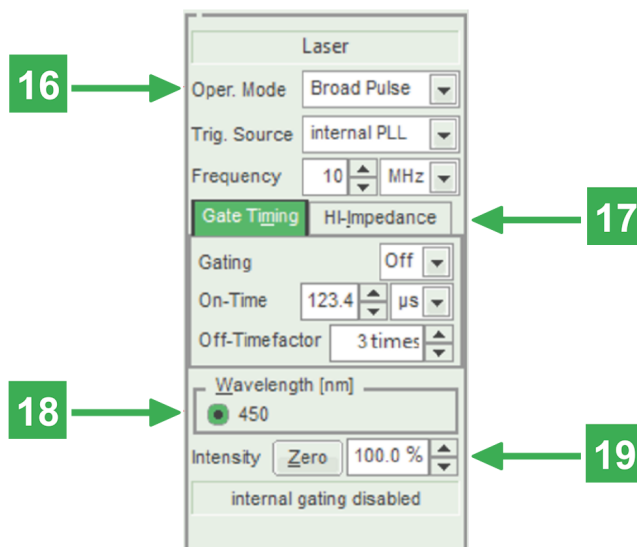 Laser
16
Oper. Mode Broad Pulse
Trig. Source internal PLL
Frequency 10 MHz
Gate Timing HI-Impedance
17
Gating Off
On-Time 123.4 µs
Off-Timefactor 3 times
Wavelength [nm]
18
450
Intensity Zero 100.0 %
19
internal gating disabled